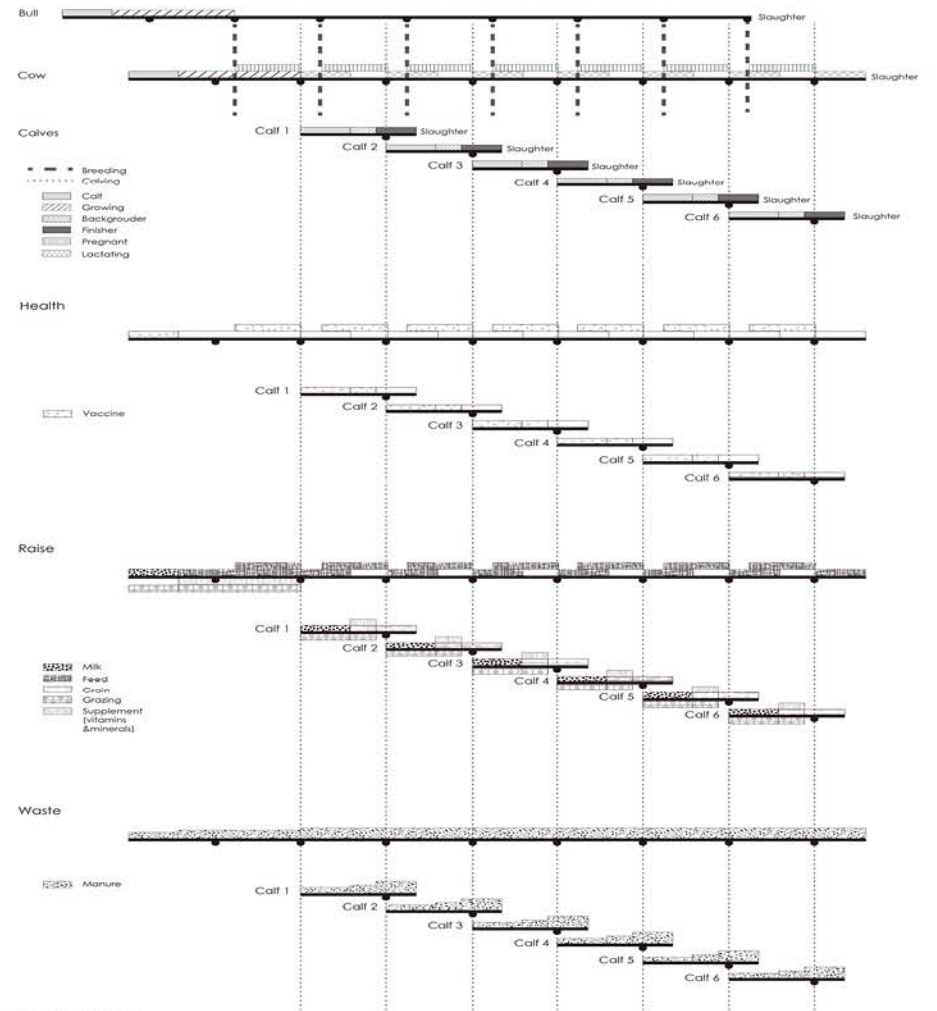 Bull
Slaughter
Cow
Slaughter
Calves
Calf 1
Slaughter
Calf 2
Slaughter
Calf 3
Slaughter
Calf 4
Slaughter
Calf 5
Slaughter
Calf 6
Slaughter
Breeding
Calving
Calf
Growing
Backgrouder
Finisher
Pregnant
Lactating
Health
Calf 1
Calf 2
Calf 3
Calf 4
Calf 5
Calf 6
Vaccine
Raise
Calf 1
Calf 2
Calf 3
Calf 4
Calf 5
Calf 6
Milk
Feed
Grain
Grazing
Supplement
(vitamins
&minerals)
Waste
Calf 1
Calf 2
Calf 3
Calf 4
Calf 5
Calf 6
Manure